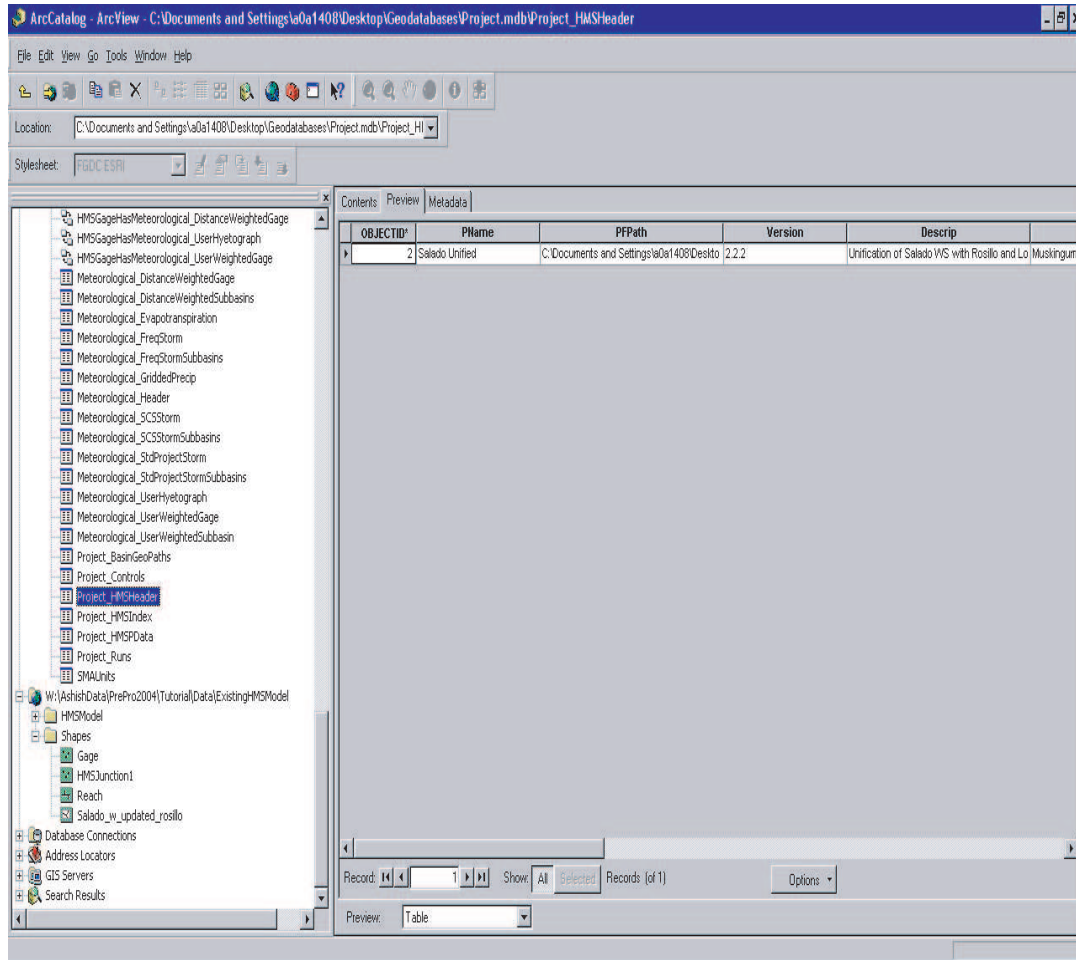 ArcCatalog - ArcView - C:\Documents and Settings\a0a1408\Desktop\Geodatabases\Project.mdb\Project_HMSHeader
File Edit View Go Tools Window Help
Location: C:\Documents and Settings\a0a1408\Desktop\Geodatabases\Project.mdb\Project_HI
Stylesheet: FGDC ESRI
HMSGageHasMeteorological_DistanceWeightedGage
HMSGageHasMeteorological_UserHyetograph
HMSGageHasMeteorological_UserWeightedGage
Meteorological_DistanceWeightedGage
Meteorological_DistanceWeightedSubbasins
Meteorological_Evapotranspiration
Meteorological_FreqStorm
Meteorological_FreqStormSubbasins
Meteorological_GriddedPrecip
Meteorological_Header
Meteorological_SCSStorm
Meteorological_SCSStormSubbasins
Meteorological_StdProjectStorm
Meteorological_StdProjectStormSubbasins
Meteorological_UserHyetograph
Meteorological_UserWeightedGage
Meteorological_UserWeightedSubbasin
Project_BasinGeoPaths
Project_Controls
Project_HMSHeader
Project_HMSIndex
Project_HMSPData
Project_Runs
SMAUnits
W:\AshishData\PrePro2004\Tutorial\Data\ExistingHMSModel
HMSModel
Shapes
Gage
HMSJunction1
Reach
Salado_w_updated_rosillo
Database Connections
Address Locators
GIS Servers
Search Results
Contents Preview Metadata
OBJECTID* PName PFPath Version Descrip
2 Salado Unified C:\Documents and Settings\a0a1408\Deskto 2.2.2 Unification of Salado WS with Rosillo and Lo Muskingum
Record: 1 Show: All Selected Records (of 1) Options
Preview: Table